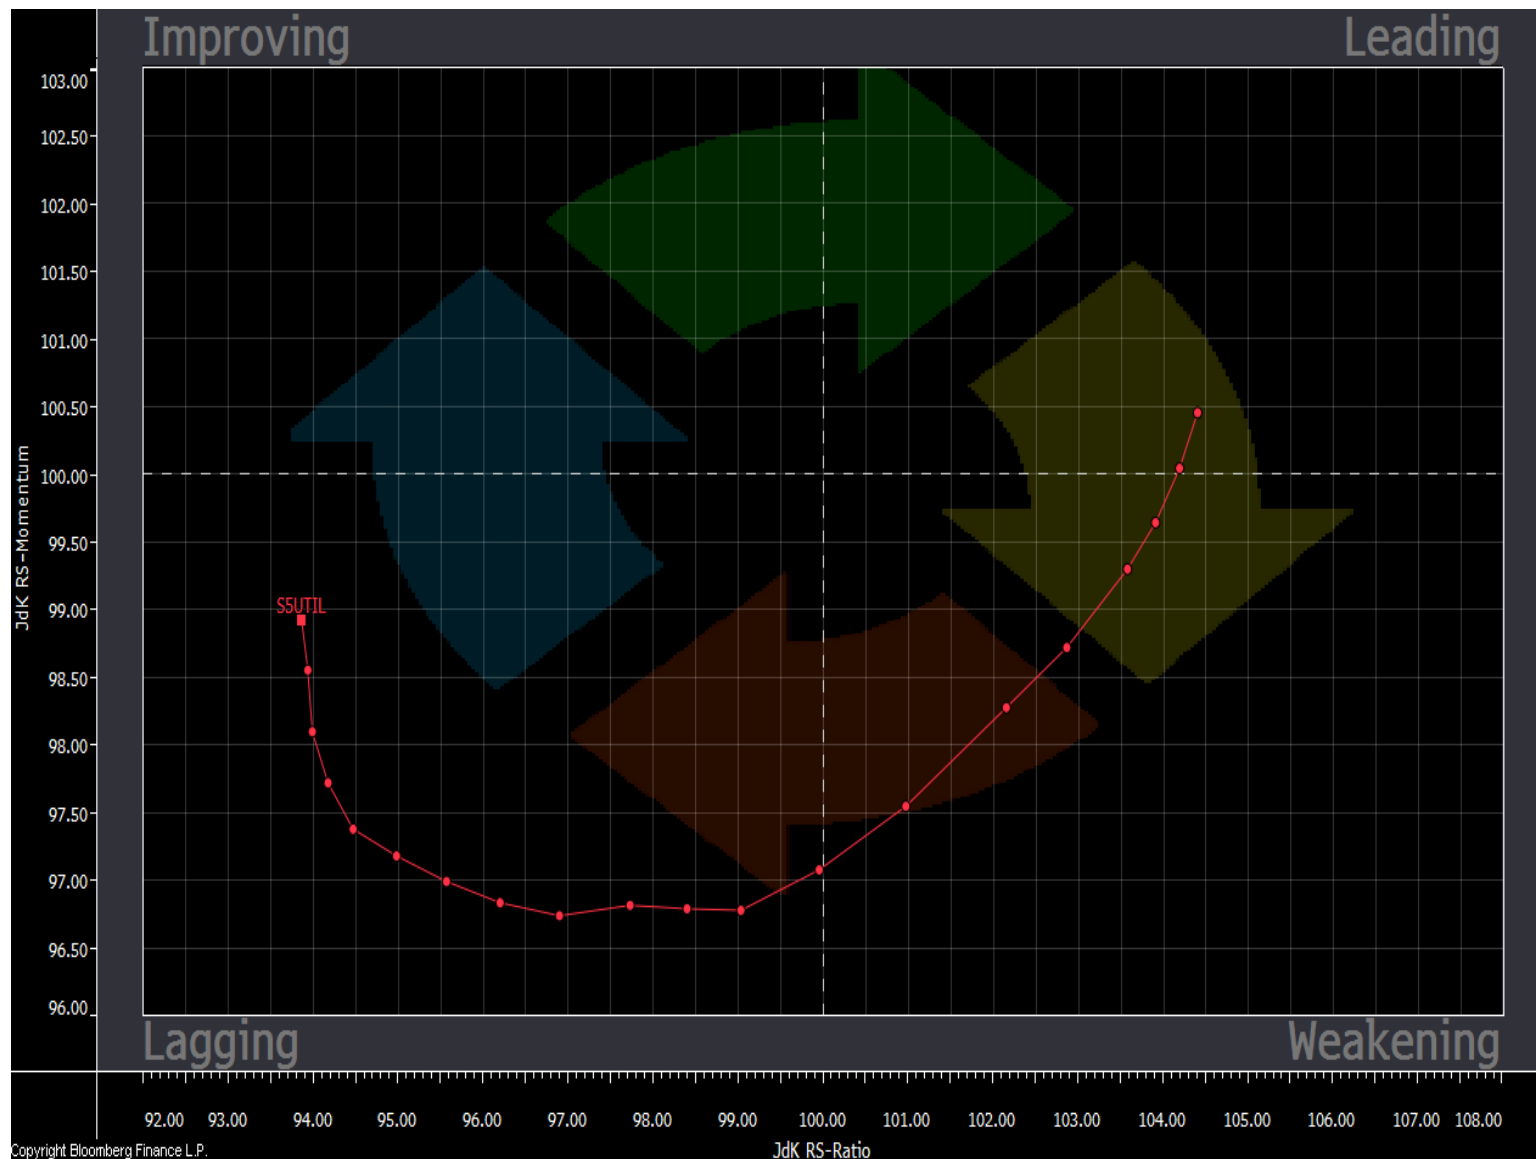 Improving Leading
103.00
102.50
102.00
101.50
101.00
100.50
100.00
99.50
99.00
98.50
98.00
97.50
97.00
96.50
96.00
JdK RS-Momentum
S5UTIL
Lagging Weakening
92.00 93.00 94.00 95.00 96.00 97.00 98.00 99.00 100.00 101.00 102.00 103.00 104.00 105.00 106.00 107.00 108.00
JdK RS-Ratio
Copyright Bloomberg Finance L.P.